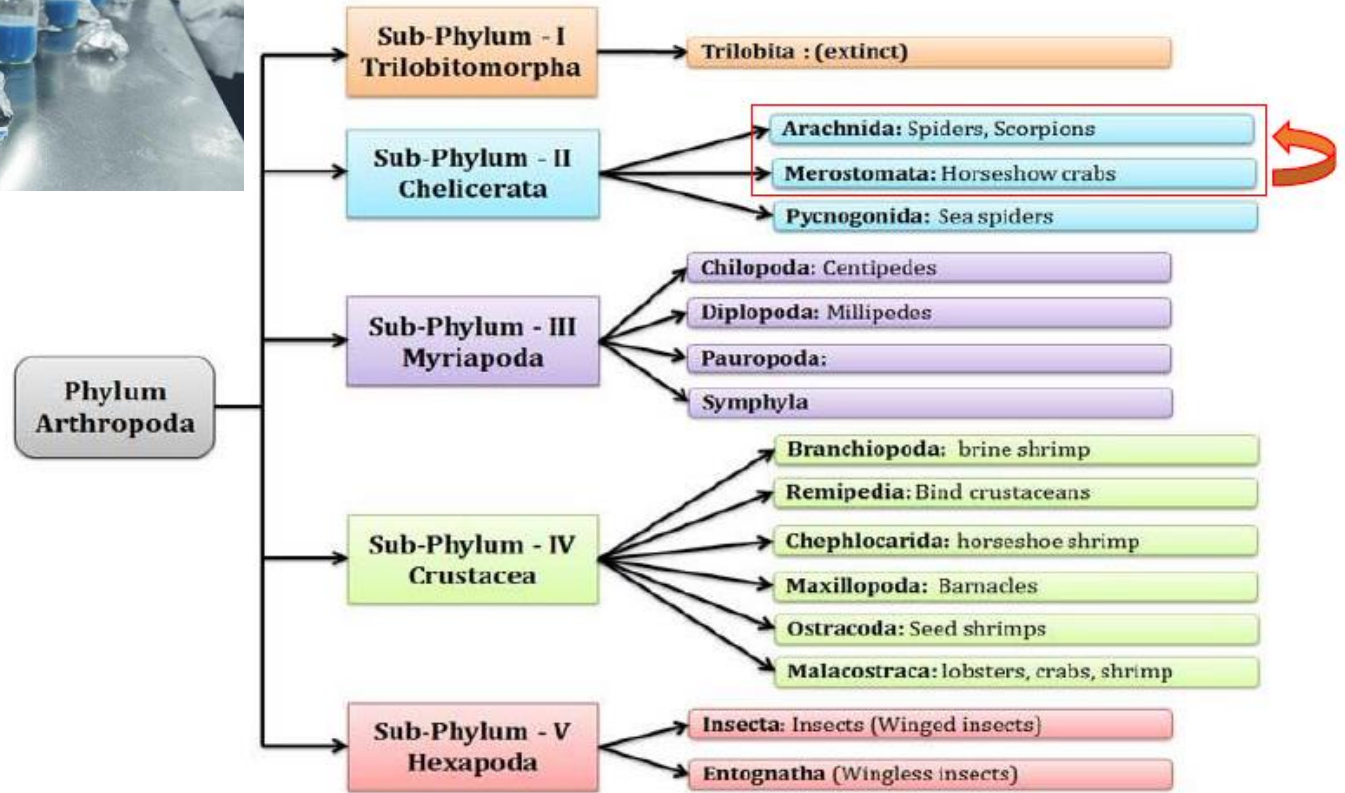 Phylum
Arthropoda
Sub-Phylum - I
Trilobitomorpha
Trilobita : (extinct)
Sub-Phylum - II
Chelicerata
Arachnida: Spiders, Scorpions
Merostomata: Horseshow crabs
Pycnogonida: Sea spiders
Sub-Phylum - III
Myriapoda
Chilopoda: Centipedes
Diplopoda: Millipedes
Pauropoda:
Symphyla
Sub-Phylum - IV
Crustacea
Branchiopoda: brine shrimp
Remipedia: Bind crustaceans
Chephlocarida: horseshoe shrimp
Maxillopoda: Barnacles
Ostracoda: Seed shrimps
Malacostraca: lobsters, crabs, shrimp
Sub-Phylum - V
Hexapoda
Insecta: Insects (Winged insects)
Entognatha (Wingless insects)